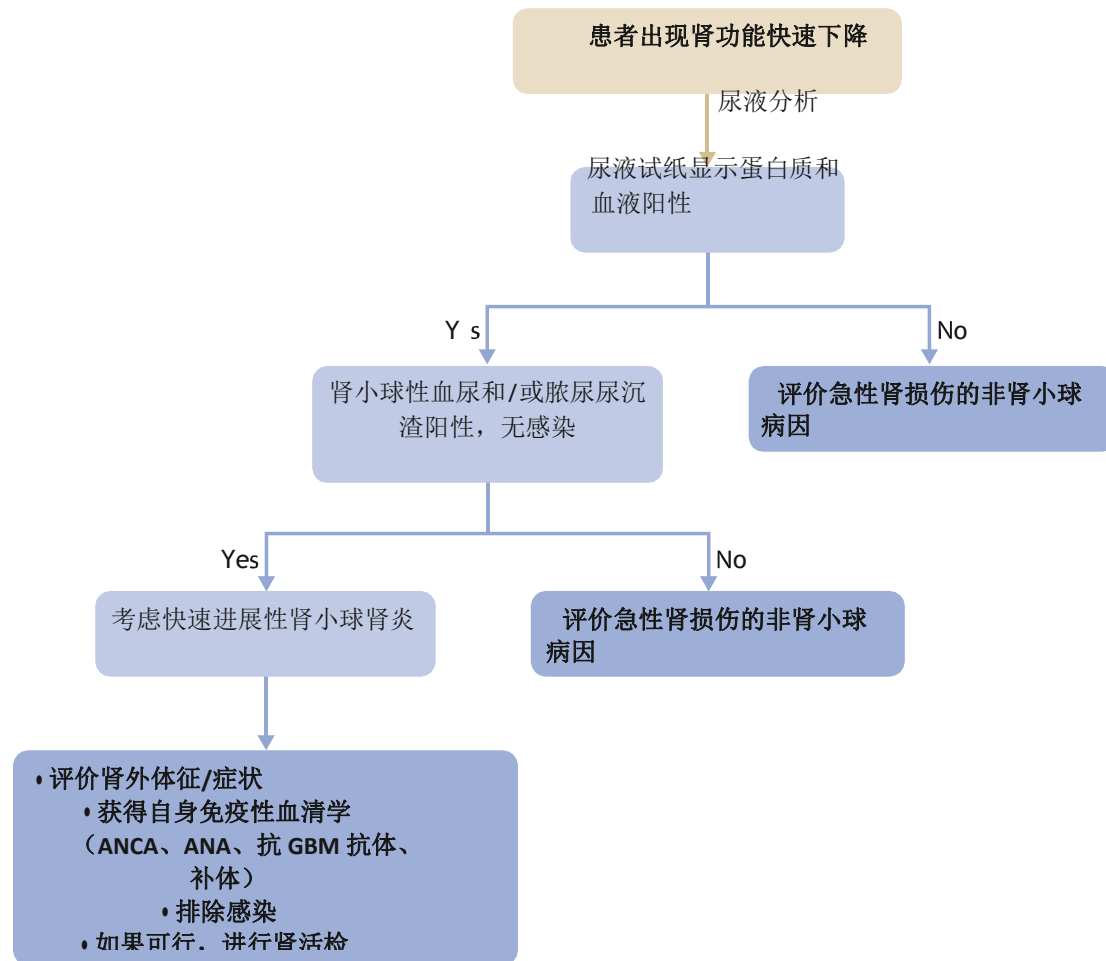 患者出现肾功能快速下降
尿液分析
尿液试纸显示蛋白质和
血液阳性
Y s
No
肾小球性血尿和/或脓尿尿沉
渣阳性，无感染
评价急性肾损伤的非肾小球
病因
Yes
No
考虑快速进展性肾小球肾炎
评价急性肾损伤的非肾小球
病因
• 评价肾外体征/症状
• 获得自身免疫性血清学
（ANCA、ANA、抗 GBM 抗体、
补体）
• 排除感染
• 如果可行，进行肾活检